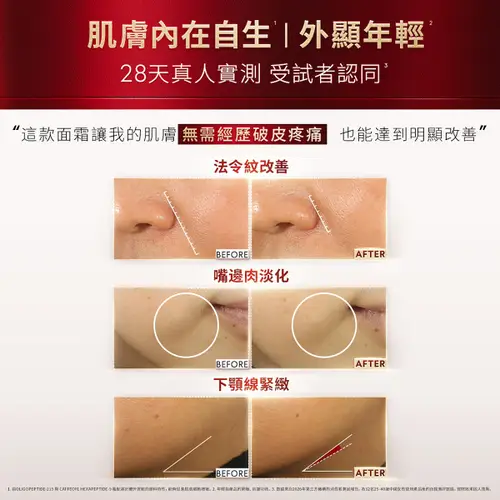 肌膚內在自生¹ | 外顯年輕²
28天真人實測 受試者認同³
"這款面霜讓我的肌膚 無需經歷破皮疼痛 也能達到明顯改善"
法令紋改善
BEFORE
AFTER
嘴邊肉淡化
BEFORE
AFTER
下顎線緊緻
BEFORE
AFTER